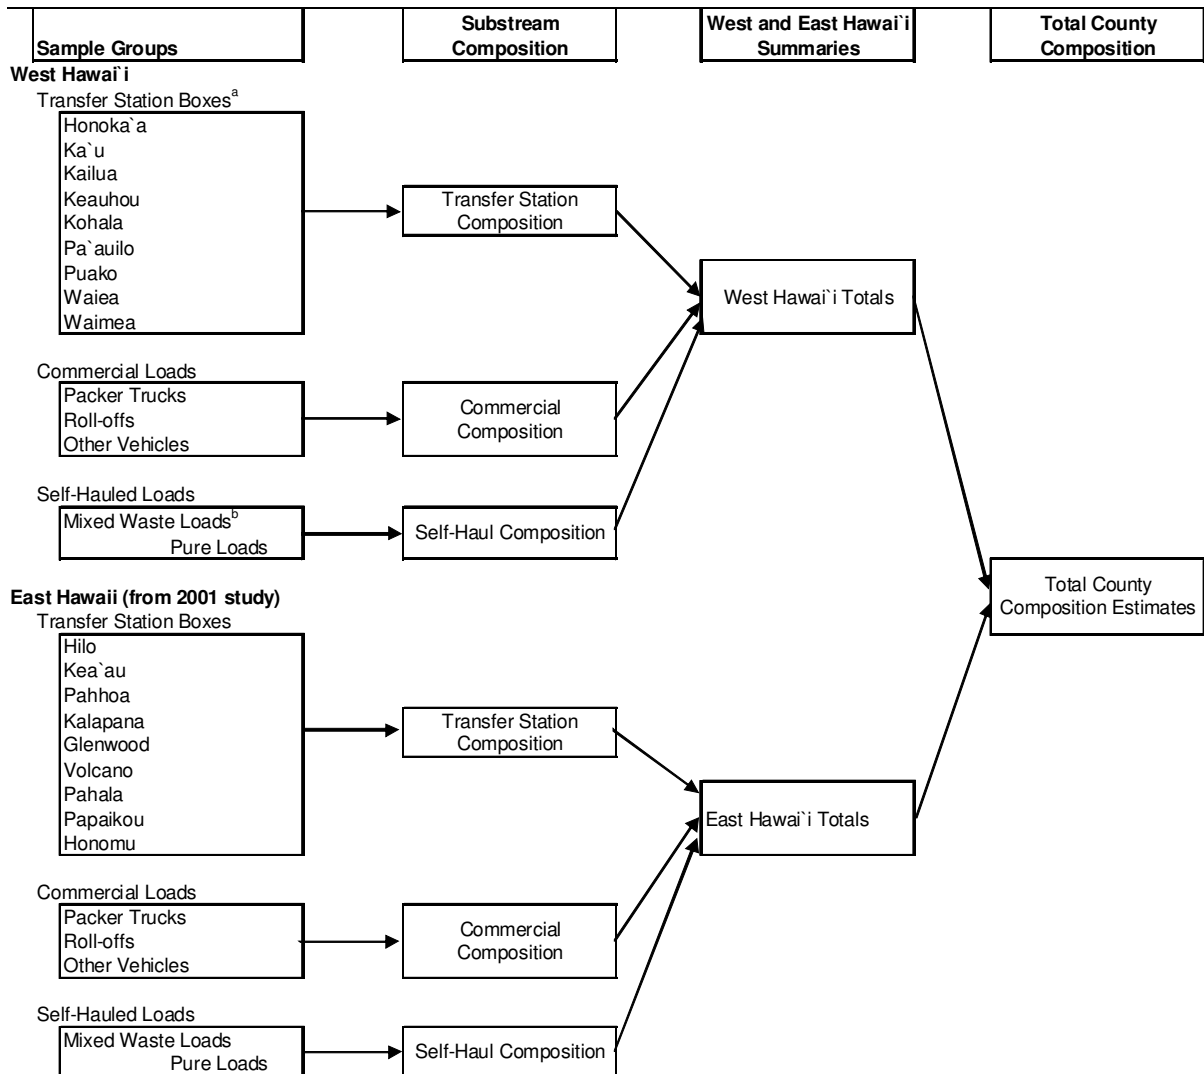 Sample Groups
Substream
Composition
West and East Hawai`i
Summaries
Total County
Composition
West Hawai`i
Transfer Station Boxesa
Honoka`a
Ka`u
Kailua
Keauhou
Kohala
Pa`auilo
Puako
Waiea
Waimea
Transfer Station
Composition
West Hawai`i Totals
Commercial Loads
Packer Trucks
Roll-offs
Other Vehicles
Commercial
Composition
Self-Hauled Loads
Mixed Waste Loadsb
Pure Loads
Self-Haul Composition
Total County
Composition Estimates
East Hawaii (from 2001 study)
Transfer Station Boxes
Hilo
Kea`au
Pahhoa
Kalapana
Glenwood
Volcano
Pahala
Papaikou
Honomu
Transfer Station
Composition
East Hawai`i Totals
Commercial Loads
Packer Trucks
Roll-offs
Other Vehicles
Commercial
Composition
Self-Hauled Loads
Mixed Waste Loads
Pure Loads
Self-Haul Composition